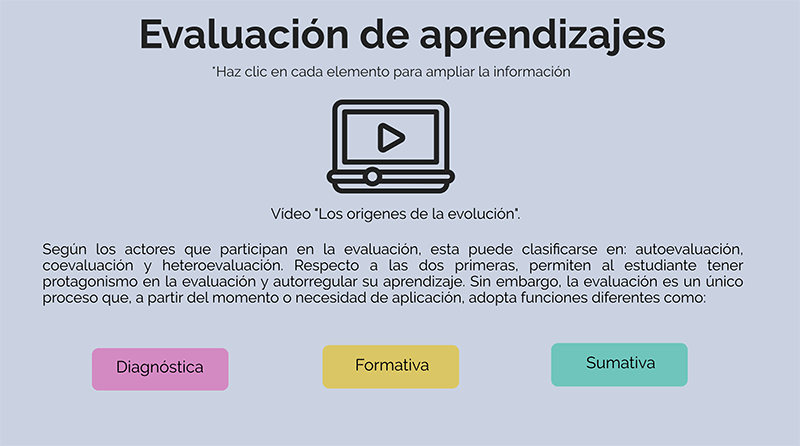 Evaluación de aprendizajes
*Haz clic en cada elemento para ampliar la información
Vídeo "Los origenes de la evolución".
Según los actores que participan en la evaluación, esta puede clasificarse en: autoevaluación,
coevaluación y heteroevaluación. Respecto a las dos primeras, permiten al estudiante tener
protagonismo en la evaluación y autorregular su aprendizaje. Sin embargo, la evaluación es un único
proceso que, a partir del momento o necesidad de aplicación, adopta funciones diferentes como:
Diagnóstica
Formativa
Sumativa